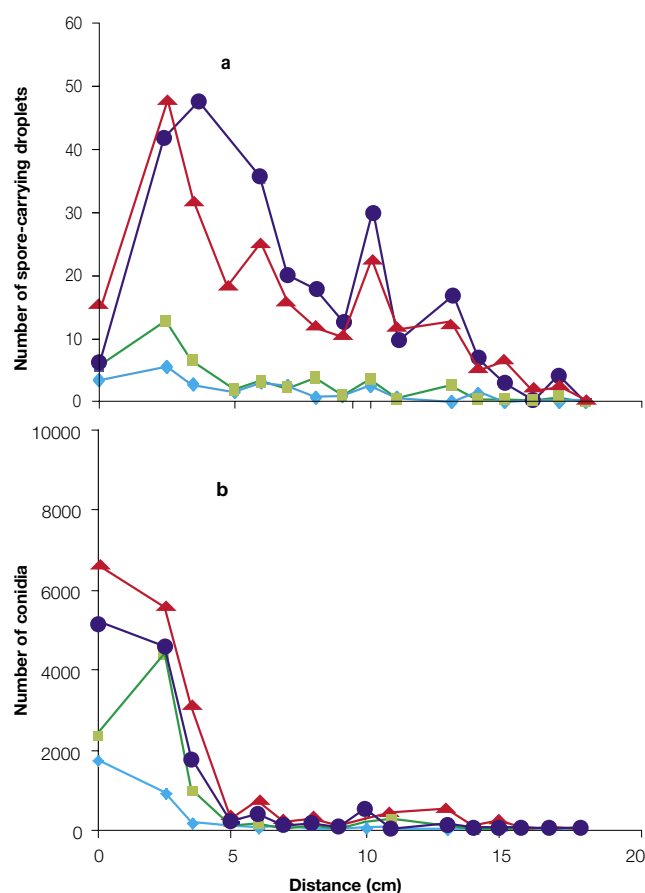 60
a
50
40
30
20
10
0
Number of spore-carrying droplets
10000
b
8000
6000
4000
2000
0
Number of conidia
0 5 10 15 20
Distance (cm)